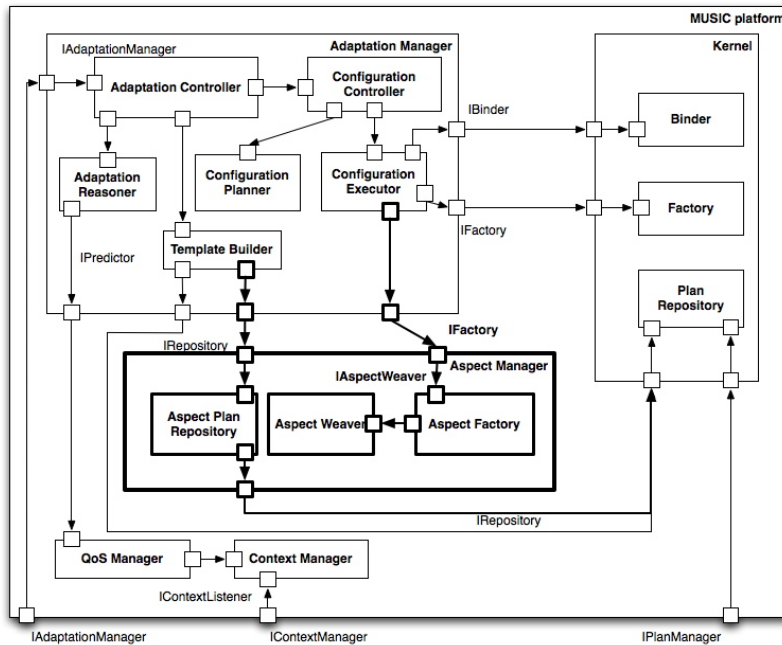 MUSIC platform
IAdaptationManager
Adaptation Manager
Kernel
Adaptation Controller
Configuration
Controller
IBinder
Binder
Adaptation
Reasoner
Configuration
Planner
Configuration
Executor
Factory
IFactory
Template Builder
IPredictor
Plan
Repository
IFactory
IRepository
Aspect Manager
IAspectWeaver
Aspect Plan
Repository
Aspect Weaver
Aspect Factory
IRepository
QoS Manager
Context Manager
IContextListener
IAdaptationManager
IContextManager
IPlanManager